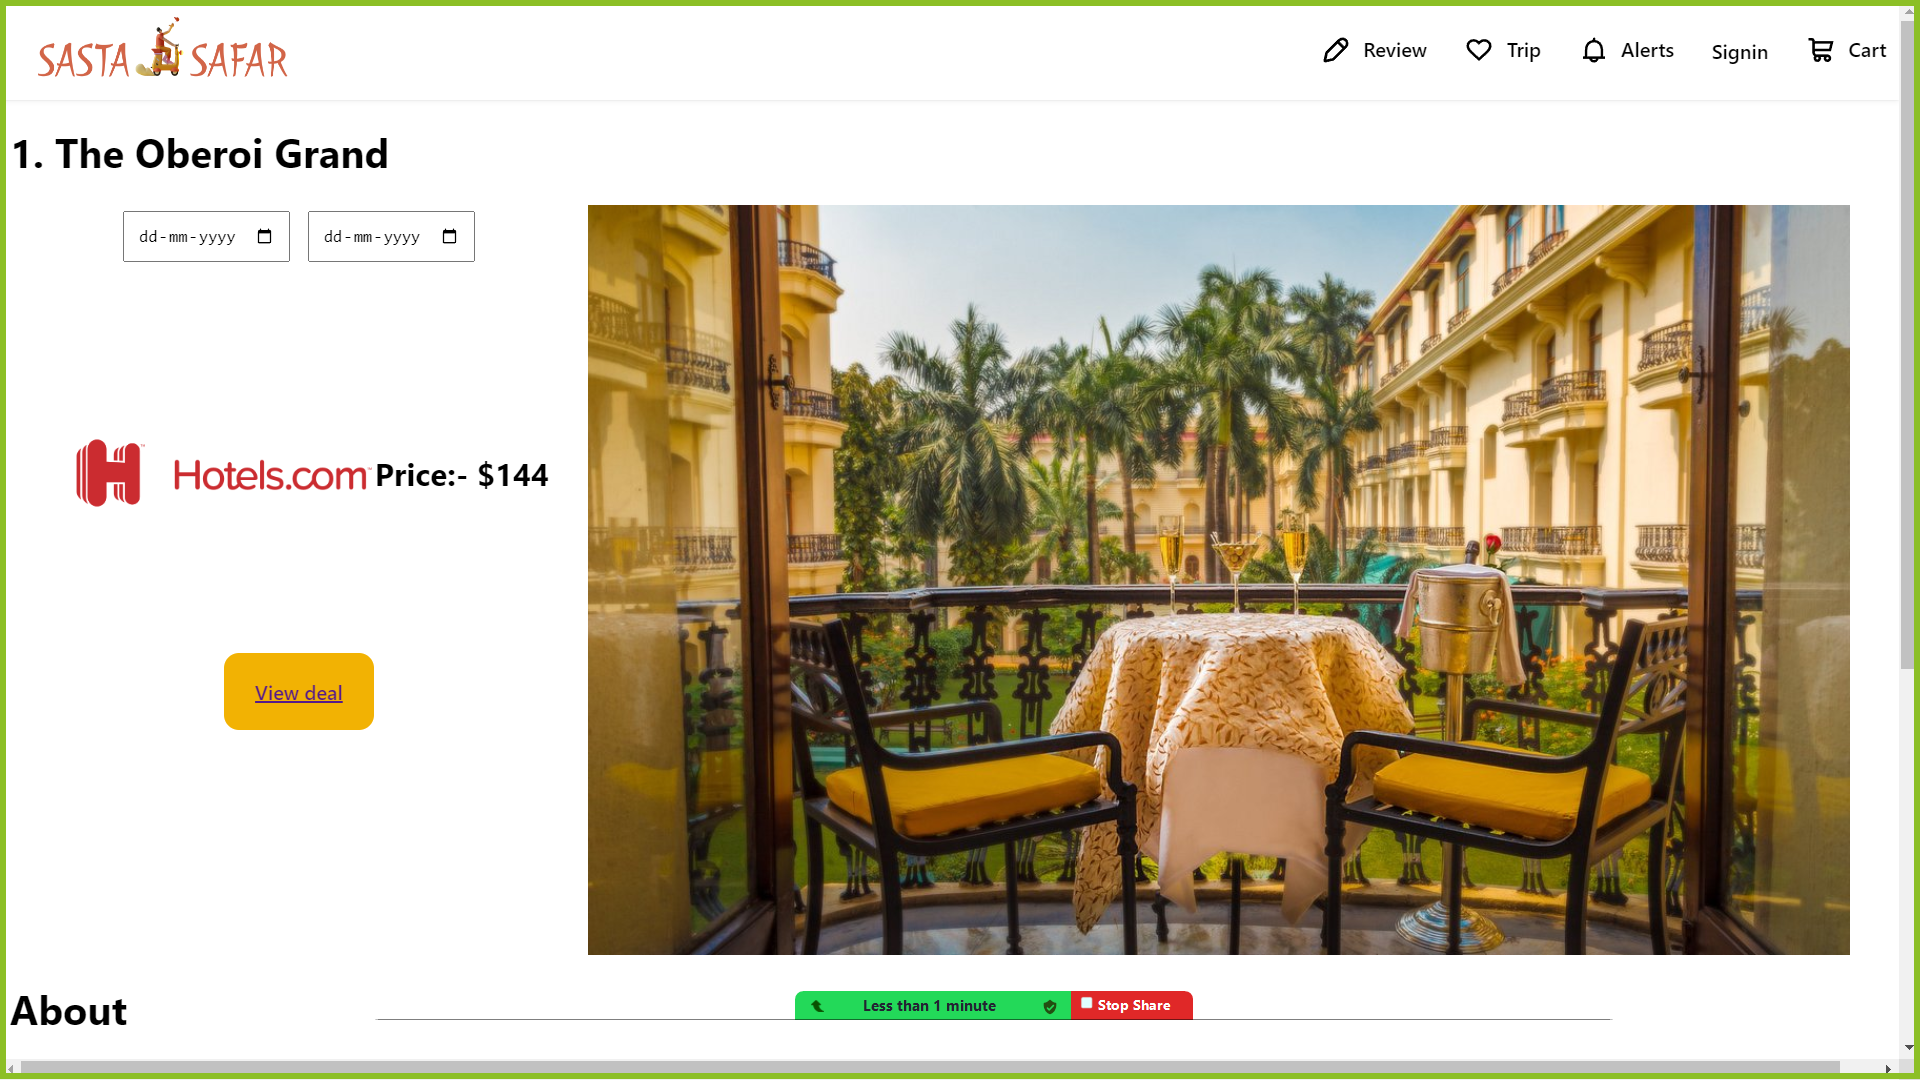 SASTA SAFAR
Review
Trip
Alerts
Signin
Cart
1. The Oberoi Grand
dd-mm-yyyy
dd-mm-yyyy
Hotels.com
Price:- $144
View deal
About
Less than 1 minute
Stop Share